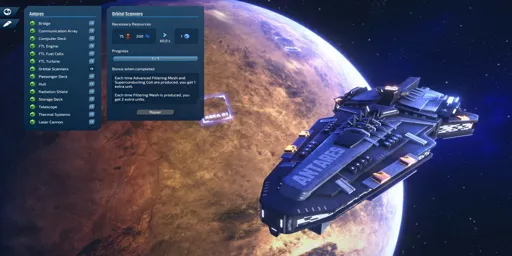 Antares
Bridge
Communication Array
Computer Deck
FTL Engine
FTL Fuel Cells
FTL Turbine
Orbital Scanners
Passenger Deck
Hull
Radiation Shield
Storage Deck
Telescope
Thermal Systems
Laser Cannon
Orbital Scanners
Necessary Resources
75
200
1
Progress
Bonus when completed
Each time Advanced Filtering Mesh and
Superconducting Coil are produced, you get 1
extra unit.
Each time Filtering Mesh is produced, you
get 2 extra units.
ANTARES